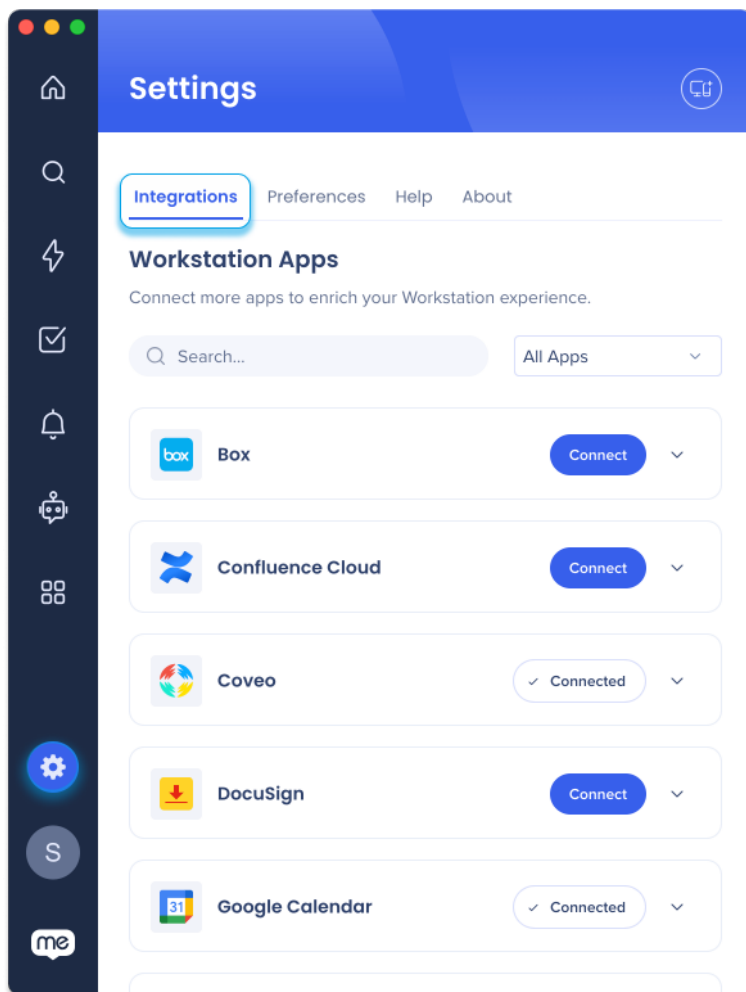 Settings
Integrations Preferences Help About
Workstation Apps
Connect more apps to enrich your Workstation experience.
Search... All Apps
box Box Connect
Confluence Cloud Connect
Coveo Connected
DocuSign Connect
S
31 Google Calendar Connected
me